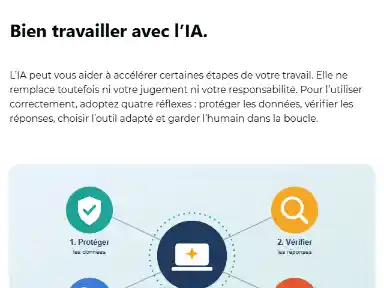 Bien travailler avec l’IA.
L’IA peut vous aider à accélérer certaines étapes de votre travail. Elle ne
remplace toutefois ni votre jugement ni votre responsabilité. Pour l’utiliser
correctement, adoptez quatre réflexes : protéger les données, vérifier les
réponses, choisir l’outil adapté et garder l’humain dans la boucle.
1. Protéger
les données
2. Vérifier
les réponses